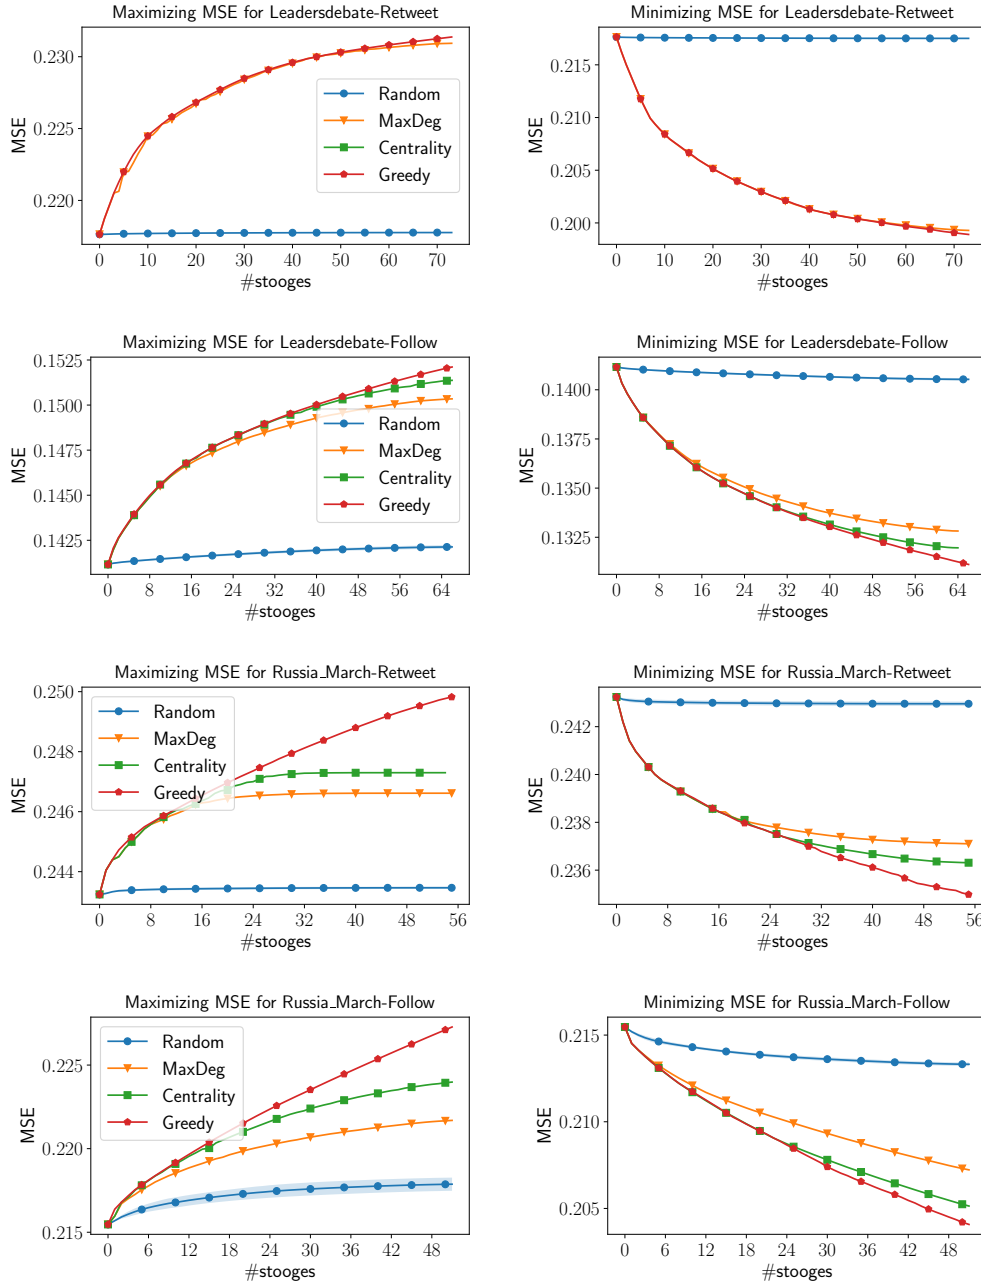 Maximizing MSE for Leadersdebate-Retweet
0.230
0.225
0.220
MSE
Random
MaxDeg
Centrality
Greedy
0 10 20 30 40 50 60 70
#stooges
Minimizing MSE for Leadersdebate-Retweet
0.215
0.210
0.205
0.200
MSE
0 10 20 30 40 50 60 70
#stooges
Maximizing MSE for Leadersdebate-Follow
0.1525
0.1500
0.1475
0.1450
0.1425
MSE
Random
MaxDeg
Centrality
Greedy
0 8 16 24 32 40 48 56 64
#stooges
Minimizing MSE for Leadersdebate-Follow
0.1400
0.1375
0.1350
0.1325
MSE
0 8 16 24 32 40 48 56 64
#stooges
Maximizing MSE for Russia_March-Retweet
0.250
0.248
0.246
0.244
MSE
Random
MaxDeg
Centrality
Greedy
0 8 16 24 32 40 48 56
#stooges
Minimizing MSE for Russia_March-Retweet
0.242
0.240
0.238
0.236
MSE
0 8 16 24 32 40 48 56
#stooges
Maximizing MSE for Russia_March-Follow
0.225
0.220
0.215
MSE
Random
MaxDeg
Centrality
Greedy
0 6 12 18 24 30 36 42 48
#stooges
Minimizing MSE for Russia_March-Follow
0.215
0.210
0.205
MSE
0 6 12 18 24 30 36 42 48
#stooges